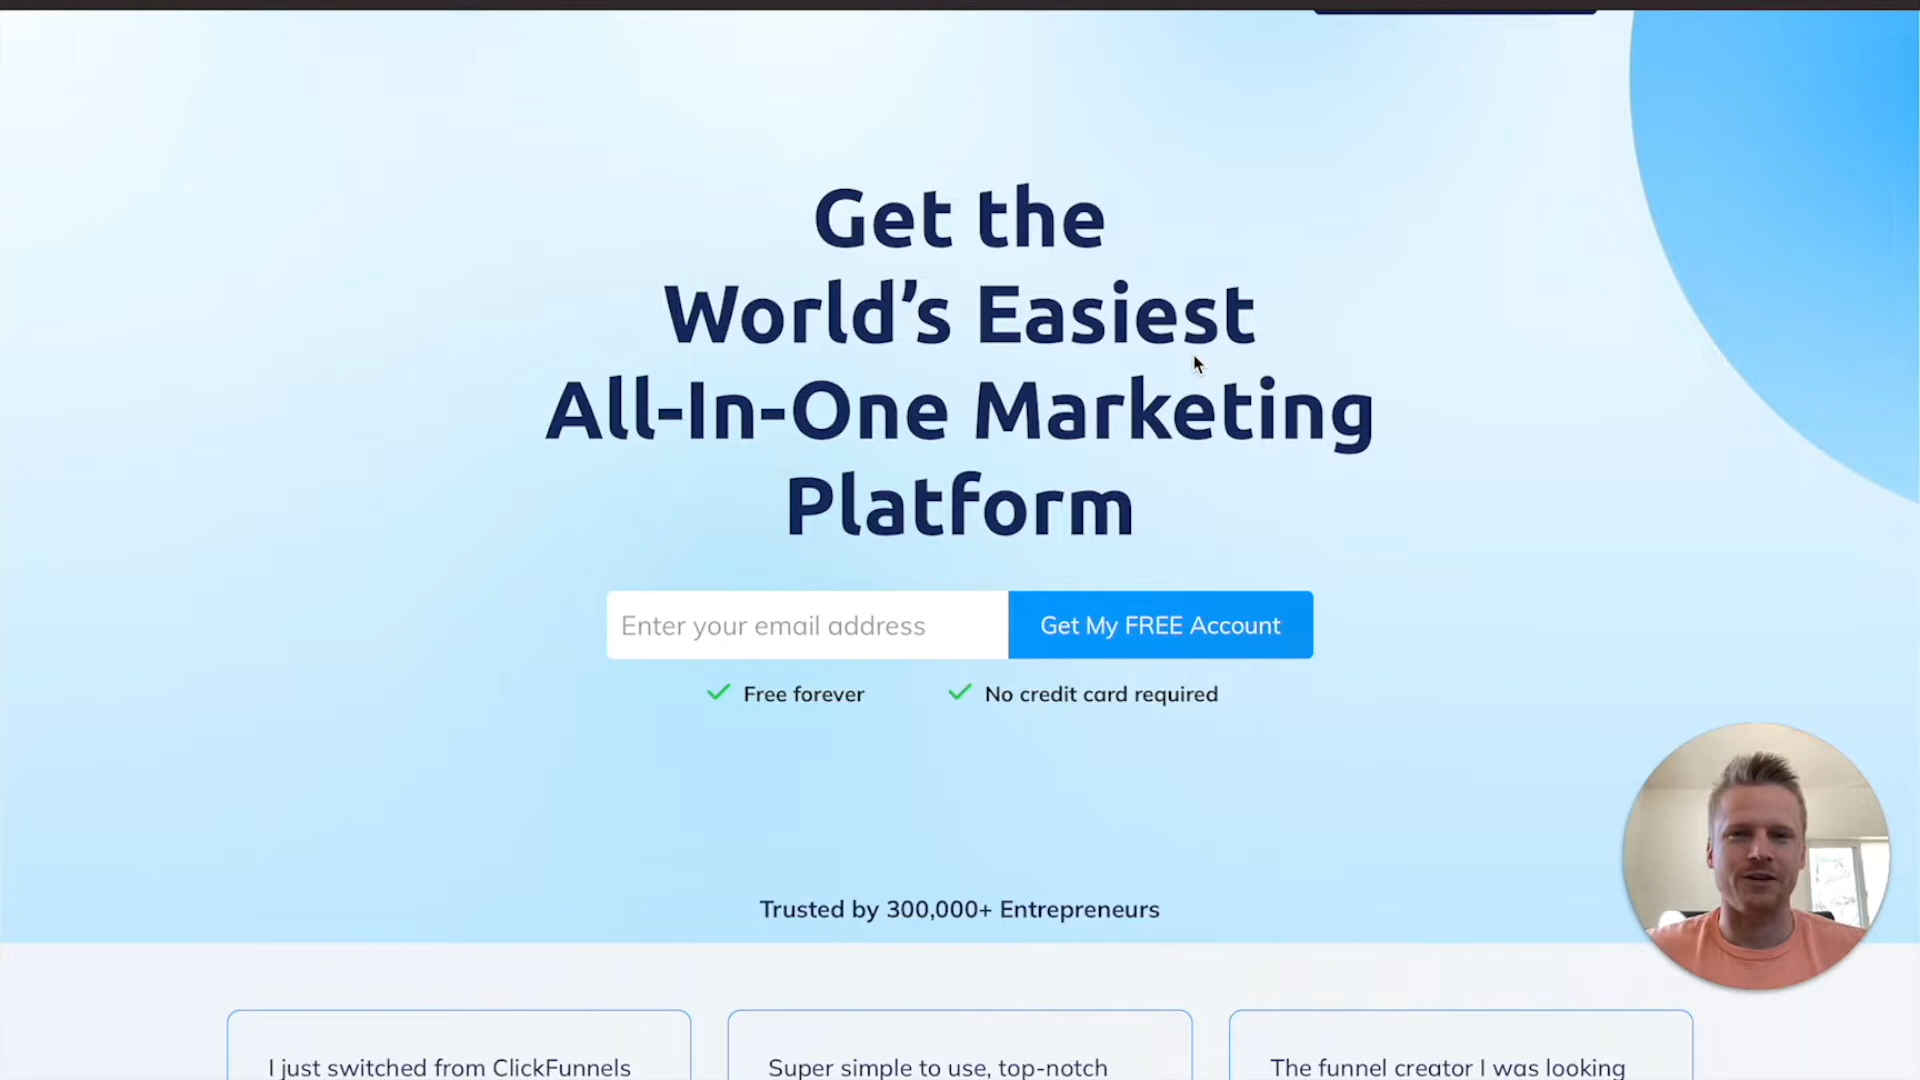 Get the
World’s Easiest
All-In-One Marketing
Platform
Enter your email address
Get My FREE Account
Free forever
No credit card required
Trusted by 300,000+ Entrepreneurs
I just switched from ClickFunnels
Super simple to use, top-notch
The funnel creator I was looking